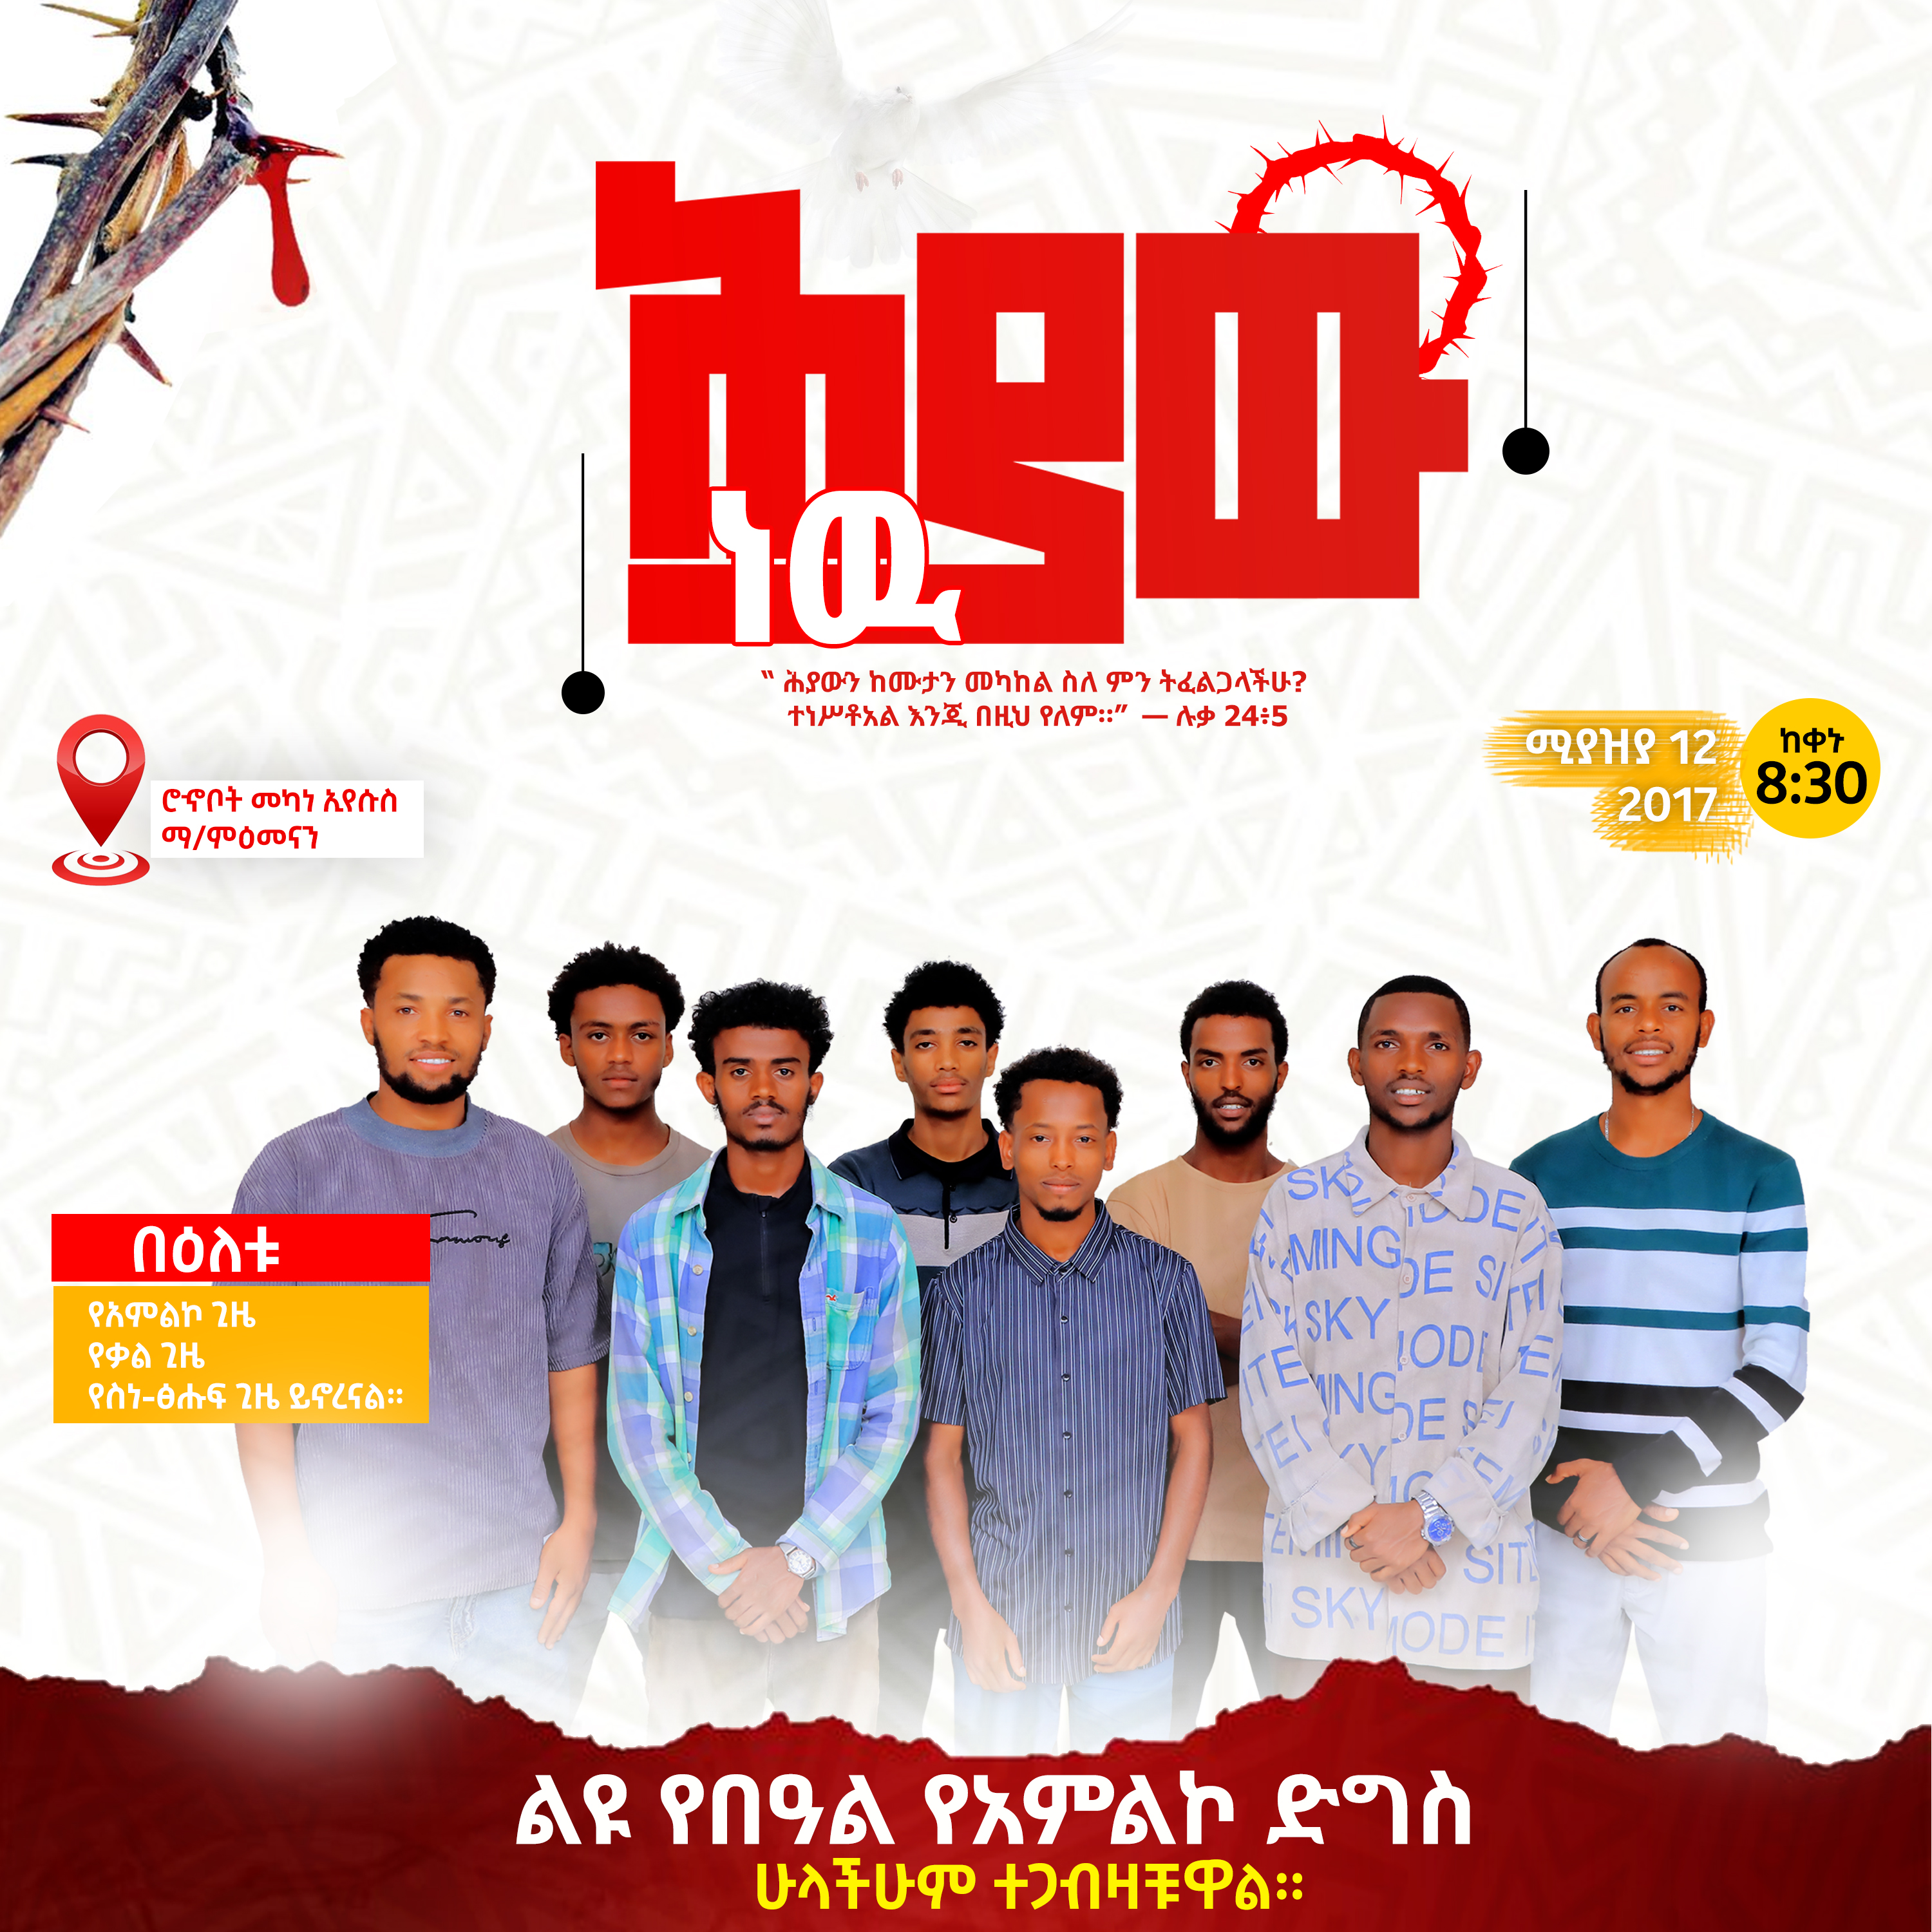 ሕያው
ነዉ
“ ሕያውን ከሙታን መካከል ስለ ምን ትፈልጋላችሁ?
ተነሥቶአል እንጂ በዚህ የለም።” — ሉቃ 24፥5
ሚያዝያ 12
2017
ከቀኑ
8:30
ሮኆቦት መካነ ኢየሱስ
ማ/ምዕመናን
በዕለቱ
የአምልኮ ጊዜ
የቃል ጊዜ
የስነ-ፅሑፍ ጊዜ ይኖረናል።
ልዩ የበዓል የአምልኮ ድግስ
ሁላችሁም ተጋብዛቹዋል።